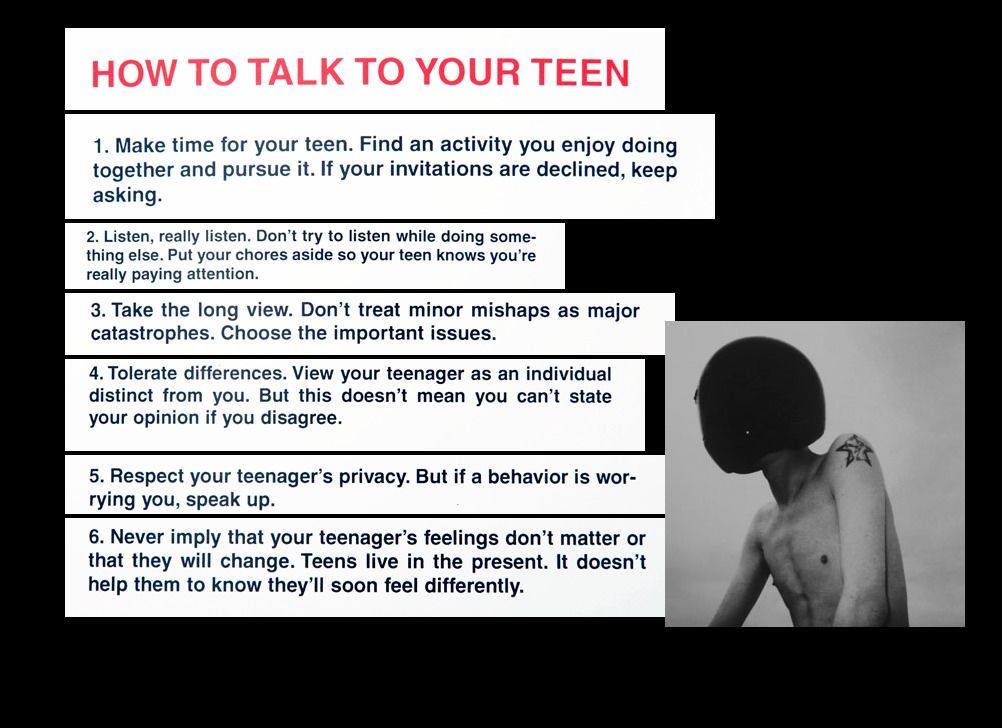 HOW TO TALK TO YOUR TEEN
1. Make time for your teen. Find an activity you enjoy doing
together and pursue it. If your invitations are declined, keep
asking.
2. Listen, really listen. Don't try to listen while doing some-
thing else. Put your chores aside so your teen knows you're
really paying attention.
3. Take the long view. Don't treat minor mishaps as major
catastrophes. Choose the important issues.
4. Tolerate differences. View your teenager as an individual
distinct from you. But this doesn't mean you can't state
your opinion if you disagree.
5. Respect your teenager's privacy. But if a behavior is wor-
rying you, speak up.
6. Never imply that your teenager's feelings don't matter or
that they will change. Teens live in the present. It doesn't
help them to know they'll soon feel differently.